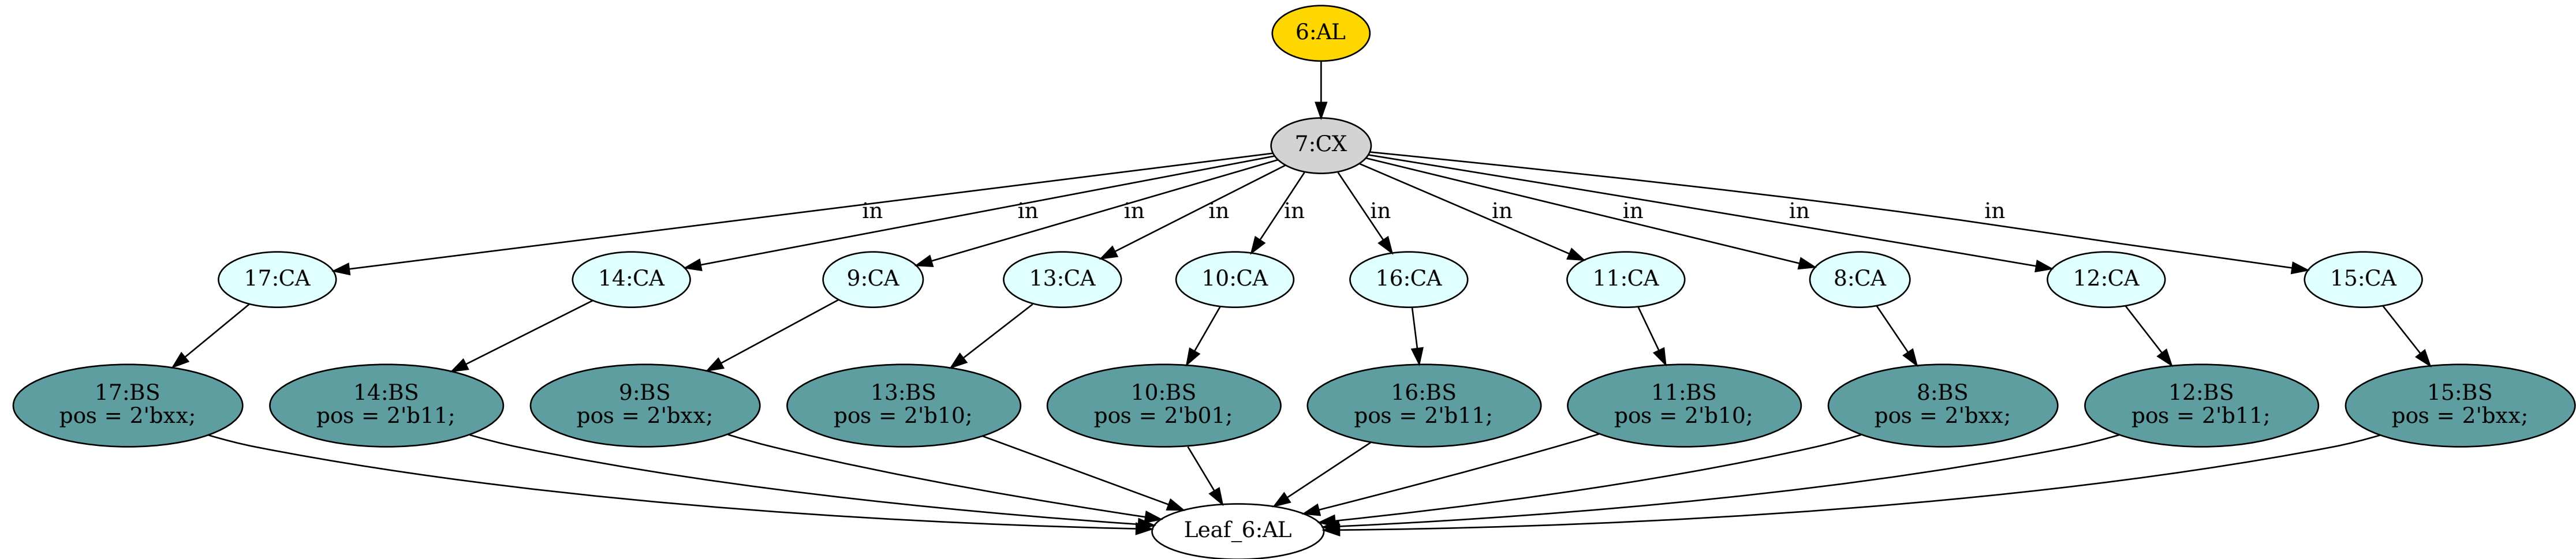 6:AL
7:CX
in in in in in in in in in in
17:CA 14:CA 9:CA 13:CA 10:CA 16:CA 11:CA 8:CA 12:CA 15:CA
17:BS 14:BS 9:BS 13:BS 10:BS 16:BS 11:BS 8:BS 12:BS 15:BS
pos = 2'bxx; pos = 2'b11; pos = 2'bxx; pos = 2'b10; pos = 2'b01; pos = 2'b11; pos = 2'b10; pos = 2'bxx; pos = 2'b11; pos = 2'bxx;
Leaf_6:AL